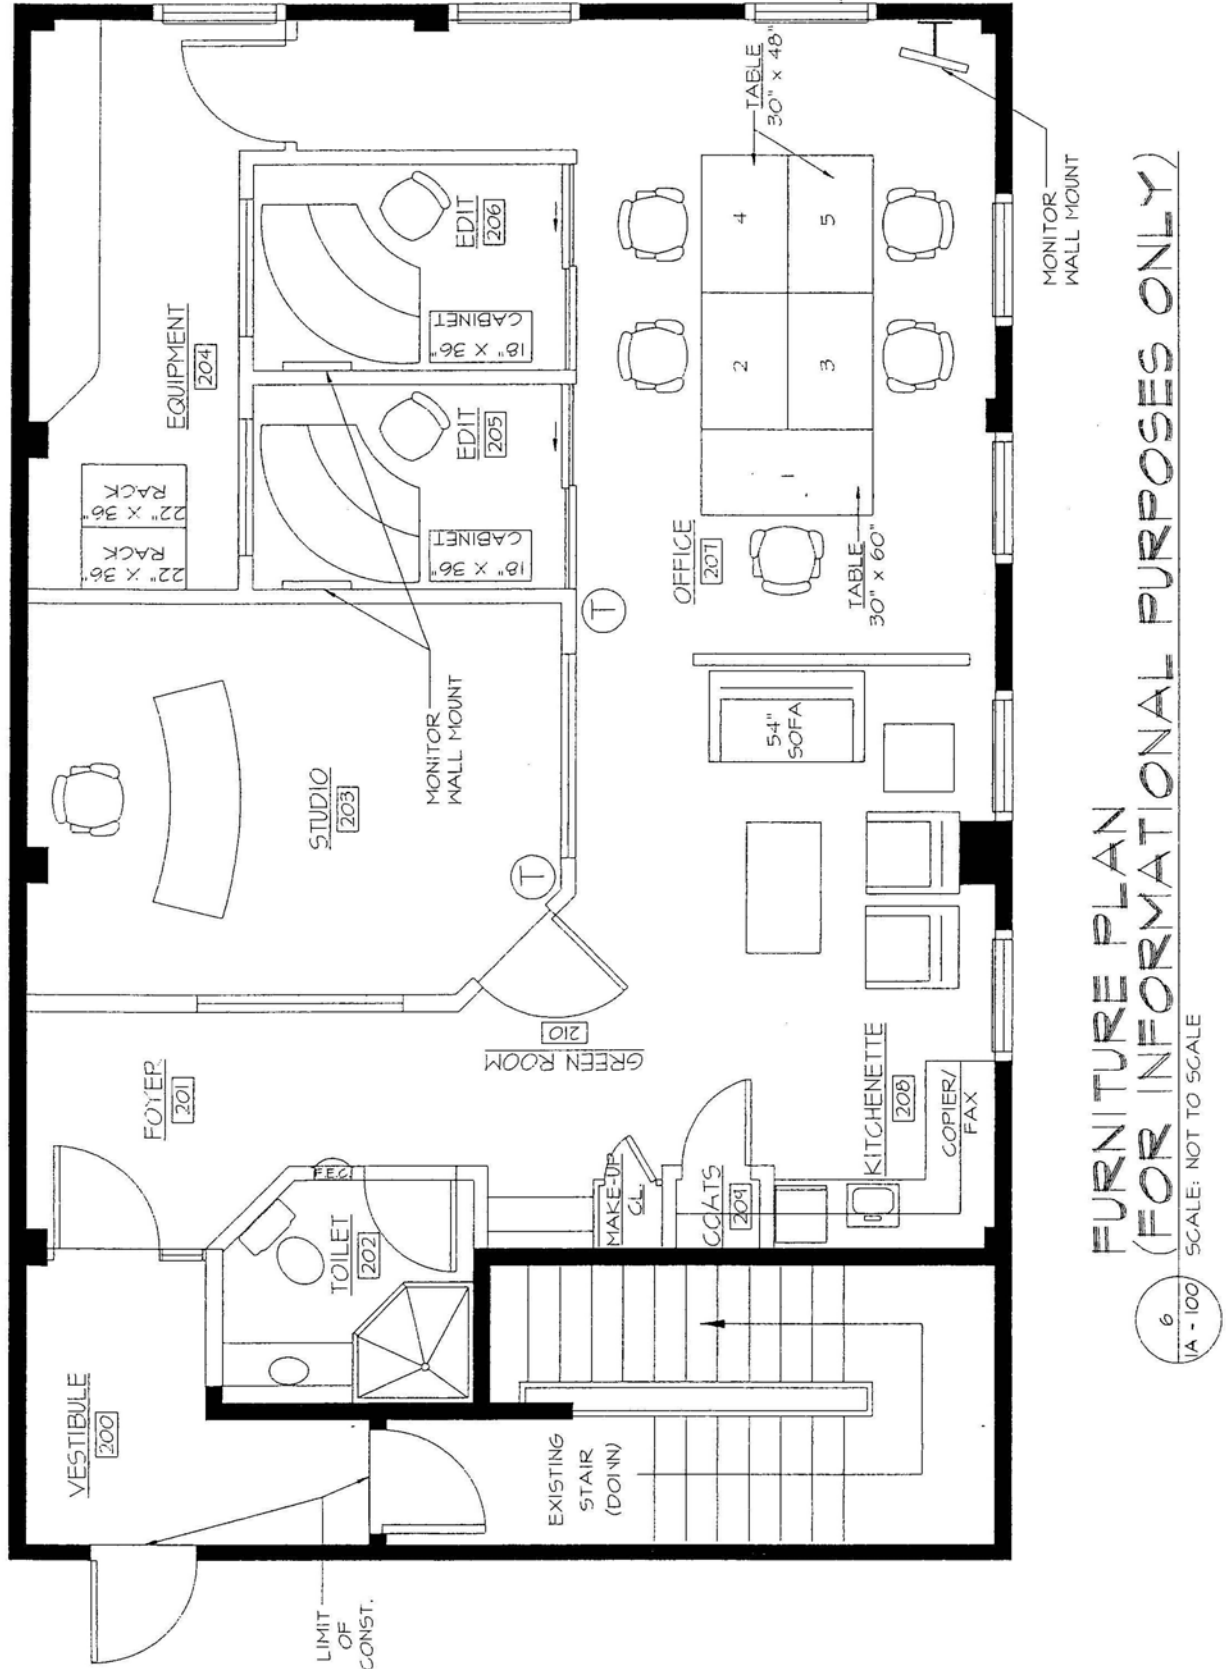 VESTIBULE
200
FOYER
201
TOILET
202
F.E.C.
STUDIO
203
EQUIPMENT
204
22" X 36"
RACK
22" X 36"
RACK
EDIT
205
18" X 36"
CABINET
EDIT
206
18" X 36"
CABINET
MONITOR
WALL MOUNT
LIMIT
OF
CONST.
EXISTING
STAIR
(DOWN)
MAKE-UP
CL.
COATS
209
GREEN ROOM
210
KITCHENETTE
208
COPIER/
FAX
T
T
54"
SOFA
OFFICE
207
TABLE
30" x 60"
1
2
3
4
5
TABLE
30" x 48"
MONITOR
WALL MOUNT
FURNITURE PLAN
(FOR INFORMATIONAL PURPOSES ONLY)
6
IA - 100
SCALE: NOT TO SCALE